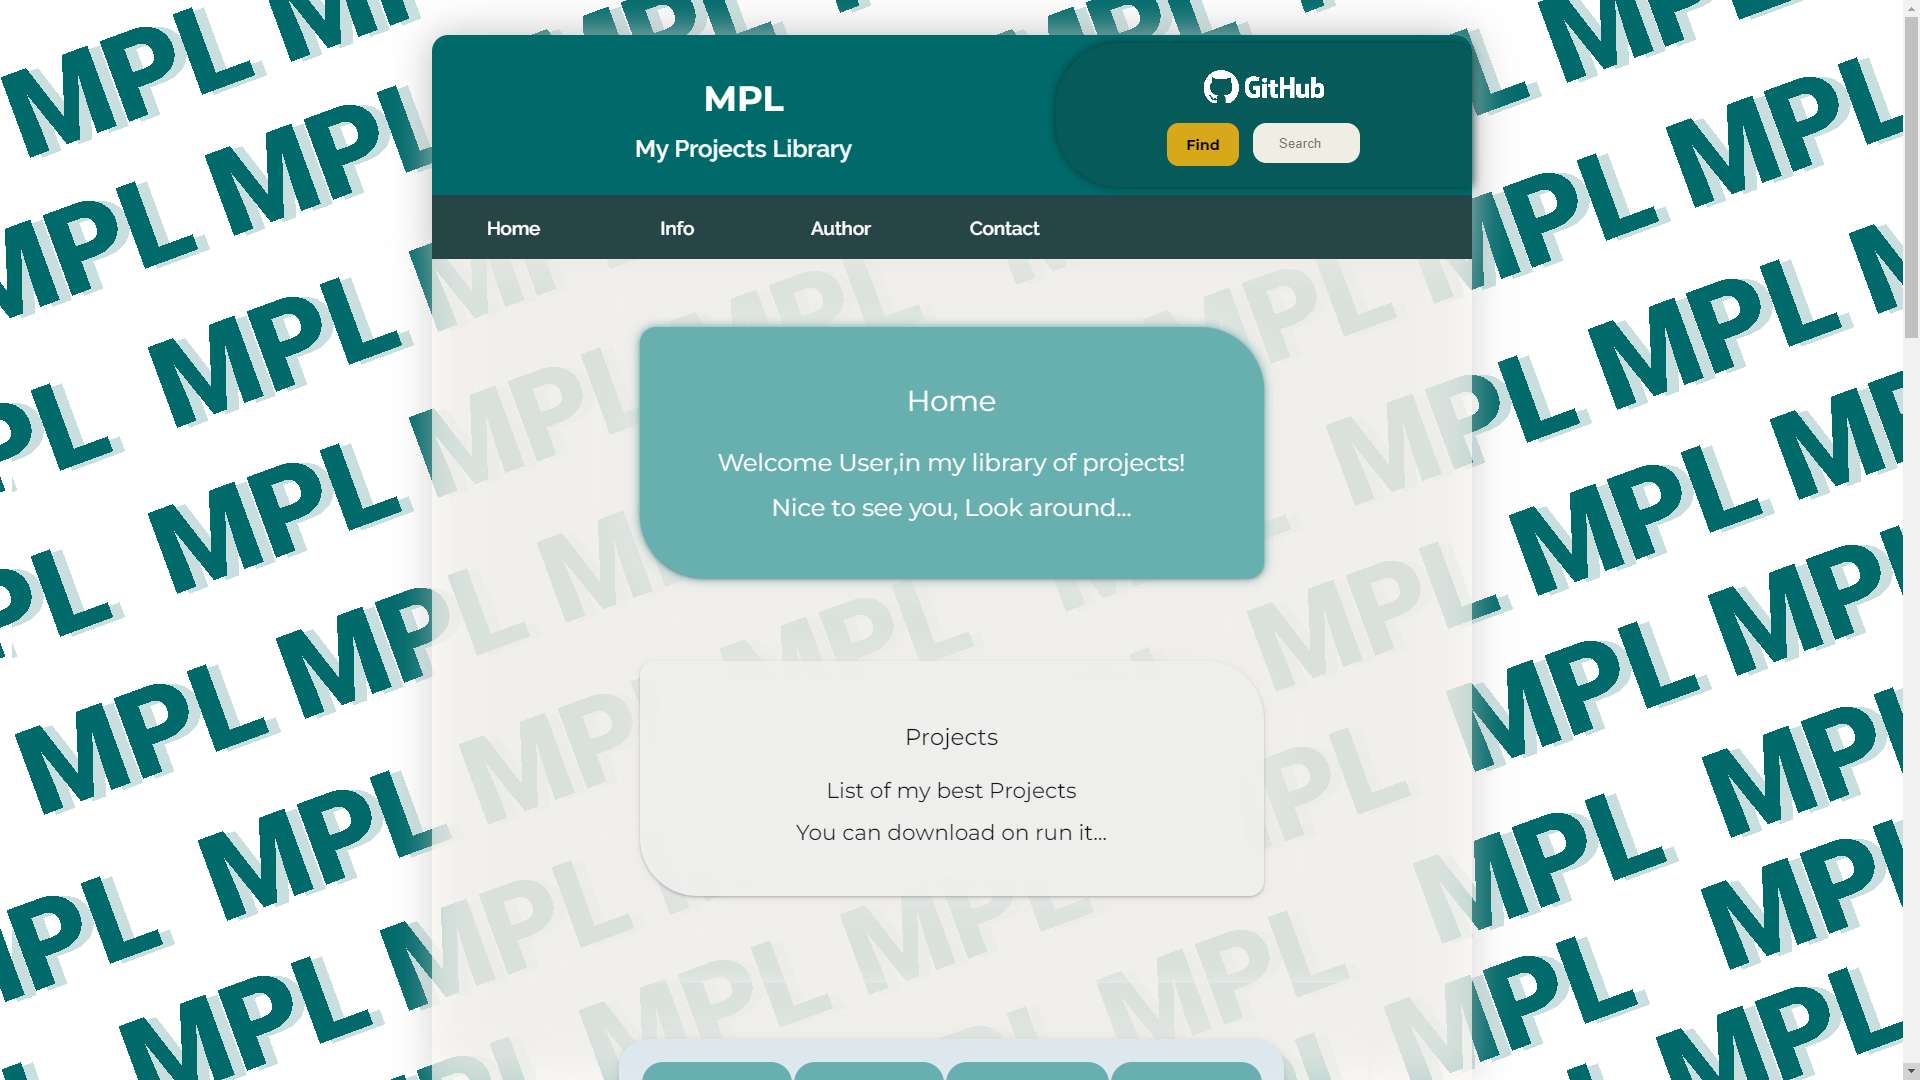 MPL
My Projects Library
GitHub
Find
Search
Home
Info
Author
Contact
Home
Welcome User,in my library of projects!
Nice to see you, Look around...
Projects
List of my best Projects
You can download on run it...